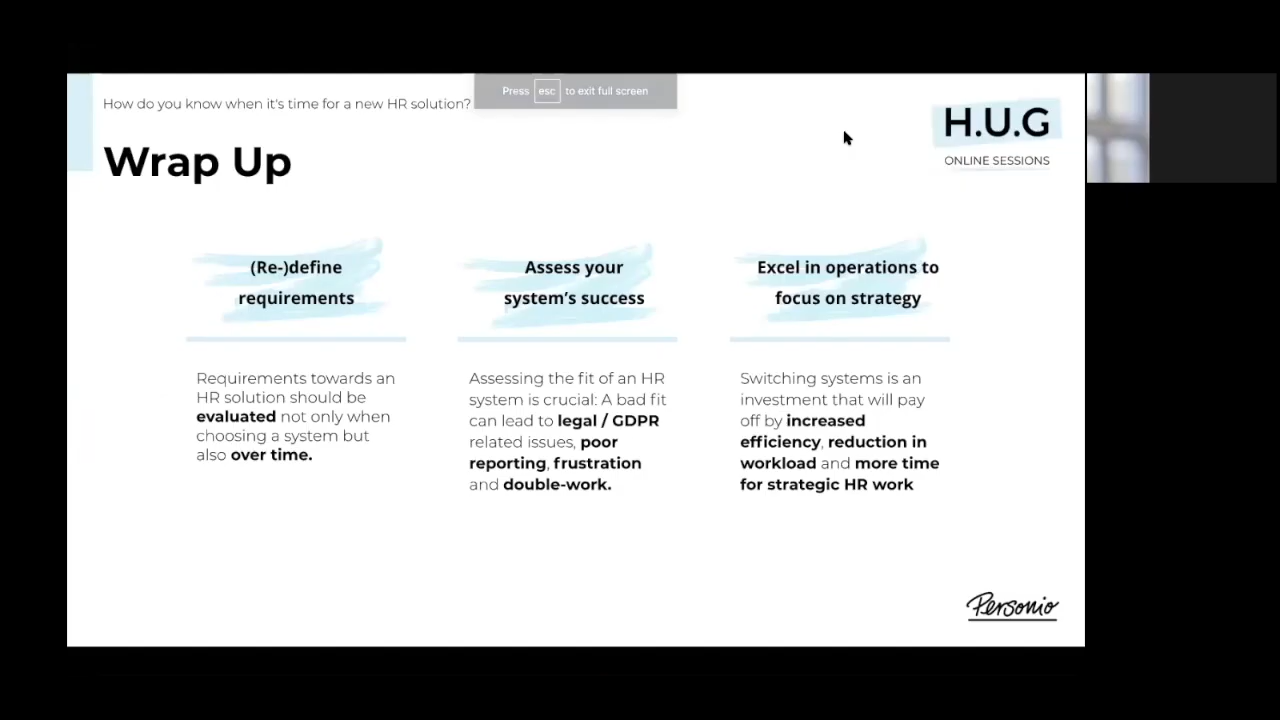 How do you know when it's time for a new HR solution?
Press esc to exit full screen
H.U.G
ONLINE SESSIONS
Wrap Up
(Re-)define
requirements
Requirements towards an
HR solution should be
evaluated not only when
choosing a system but
also over time.
Assess your
system’s success
Assessing the fit of an HR
system is crucial: A bad fit
can lead to legal / GDPR
related issues, poor
reporting, frustration
and double-work.
Excel in operations to
focus on strategy
Switching systems is an
investment that will pay
off by increased
efficiency, reduction in
workload and more time
for strategic HR work
Personio